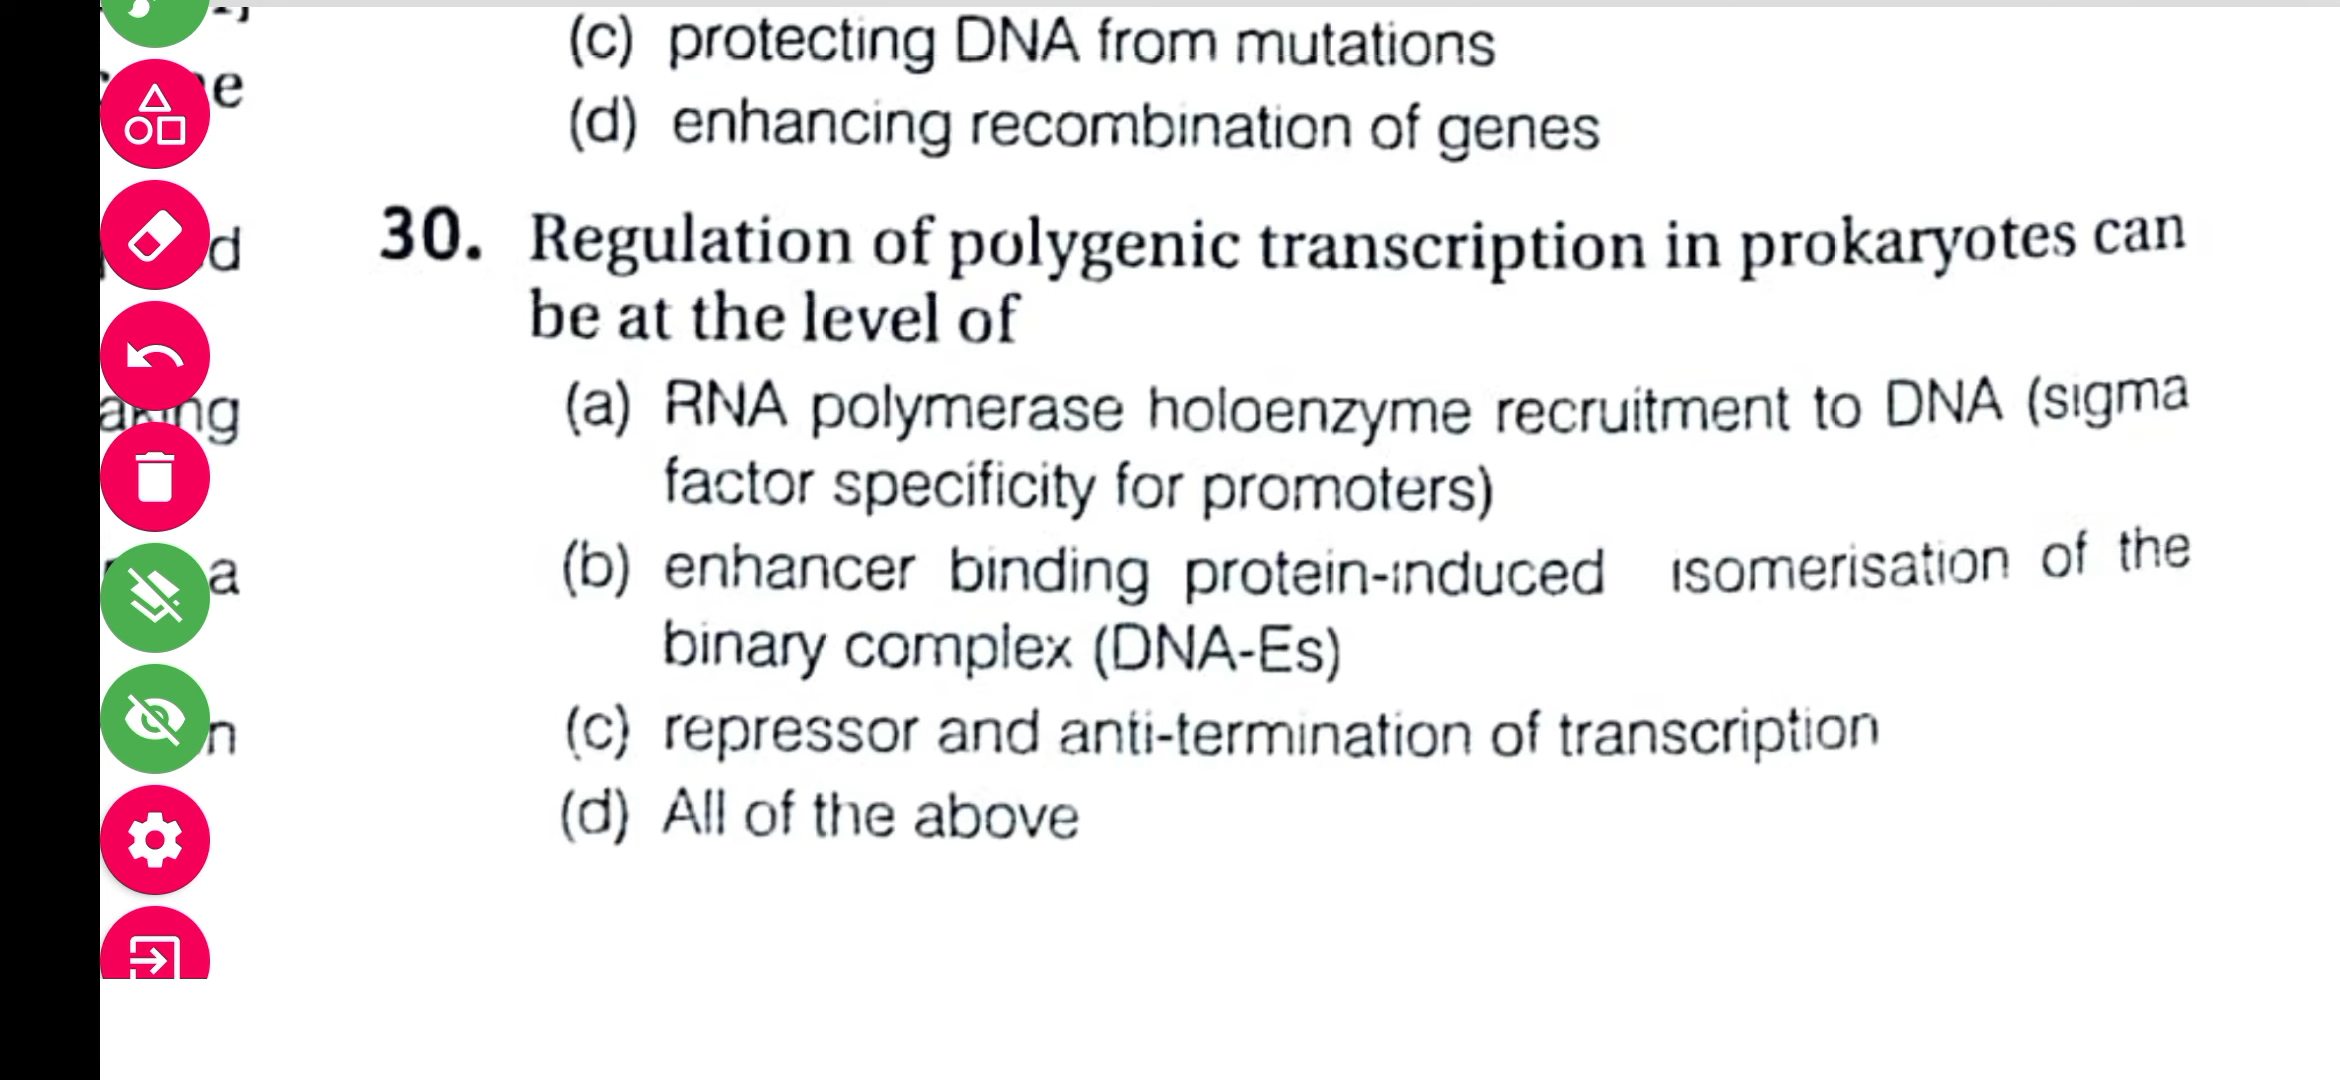 (c) protecting DNA from mutations
e
(d) enhancing recombination of genes
d
30. Regulation of polygenic transcription in prokaryotes can
be at the level of
(a) RNA polymerase holoenzyme recruitment to DNA (sigma
factor specificity for promoters)
a
(b) enhancer binding protein-induced isomerisation of the
binary complex (DNA-Es)
n
(c) repressor and anti-termination of transcription
(d) All of the above